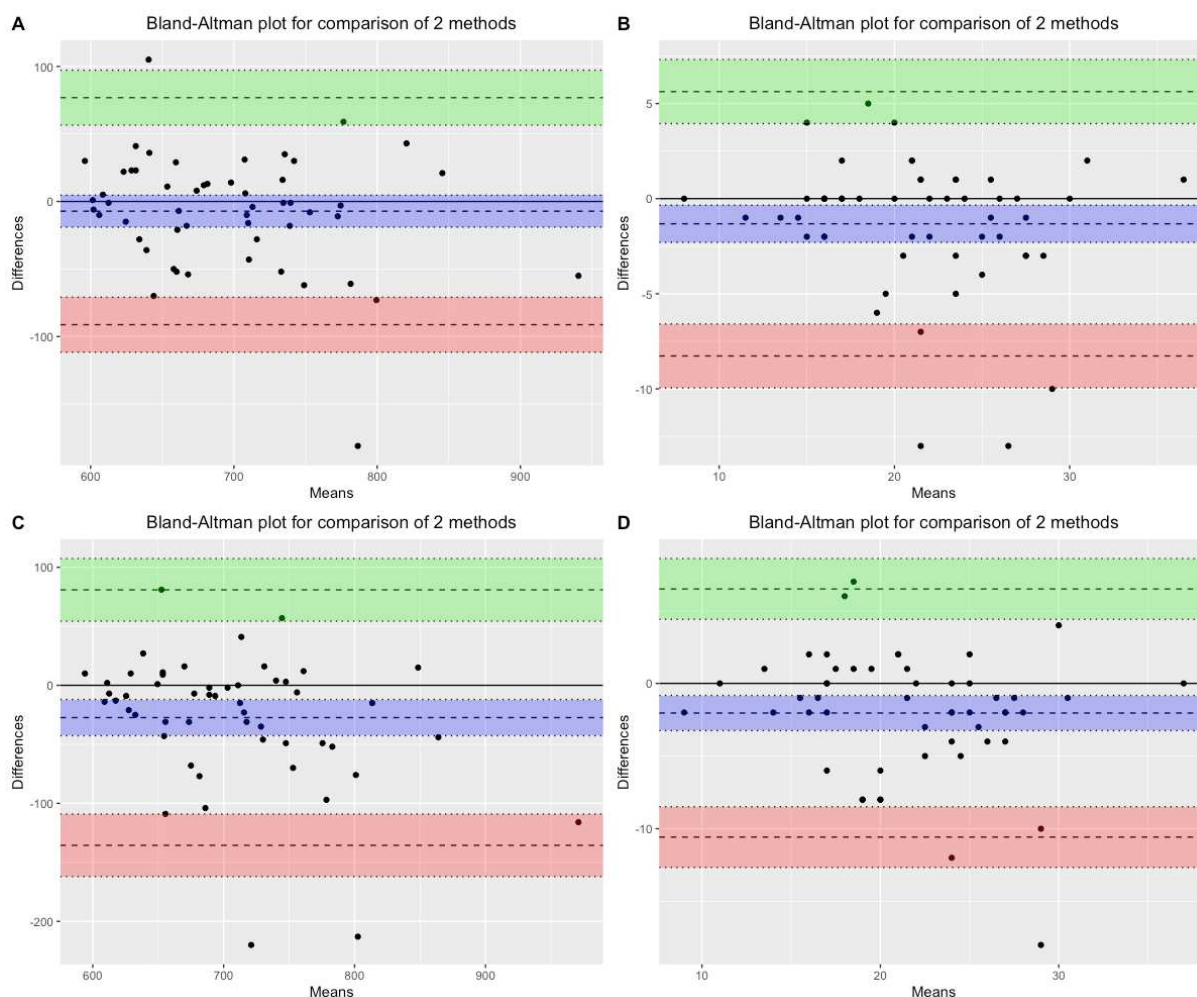 A
Bland-Altman plot for comparison of 2 methods
100
0
-100
Differences
600
700
800
900
Means
B
Bland-Altman plot for comparison of 2 methods
5
0
-5
-10
Differences
10
20
30
Means
C
Bland-Altman plot for comparison of 2 methods
100
0
-100
-200
Differences
600
700
800
900
Means
D
Bland-Altman plot for comparison of 2 methods
0
-10
Differences
10
20
30
Means